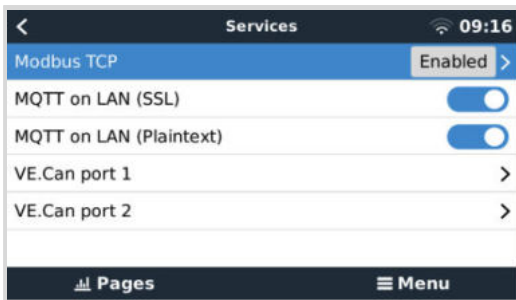 Services 09:16
Modbus TCP Enabled
MQTT on LAN (SSL)
MQTT on LAN (Plaintext)
VE.Can port 1
VE.Can port 2
Pages Menu